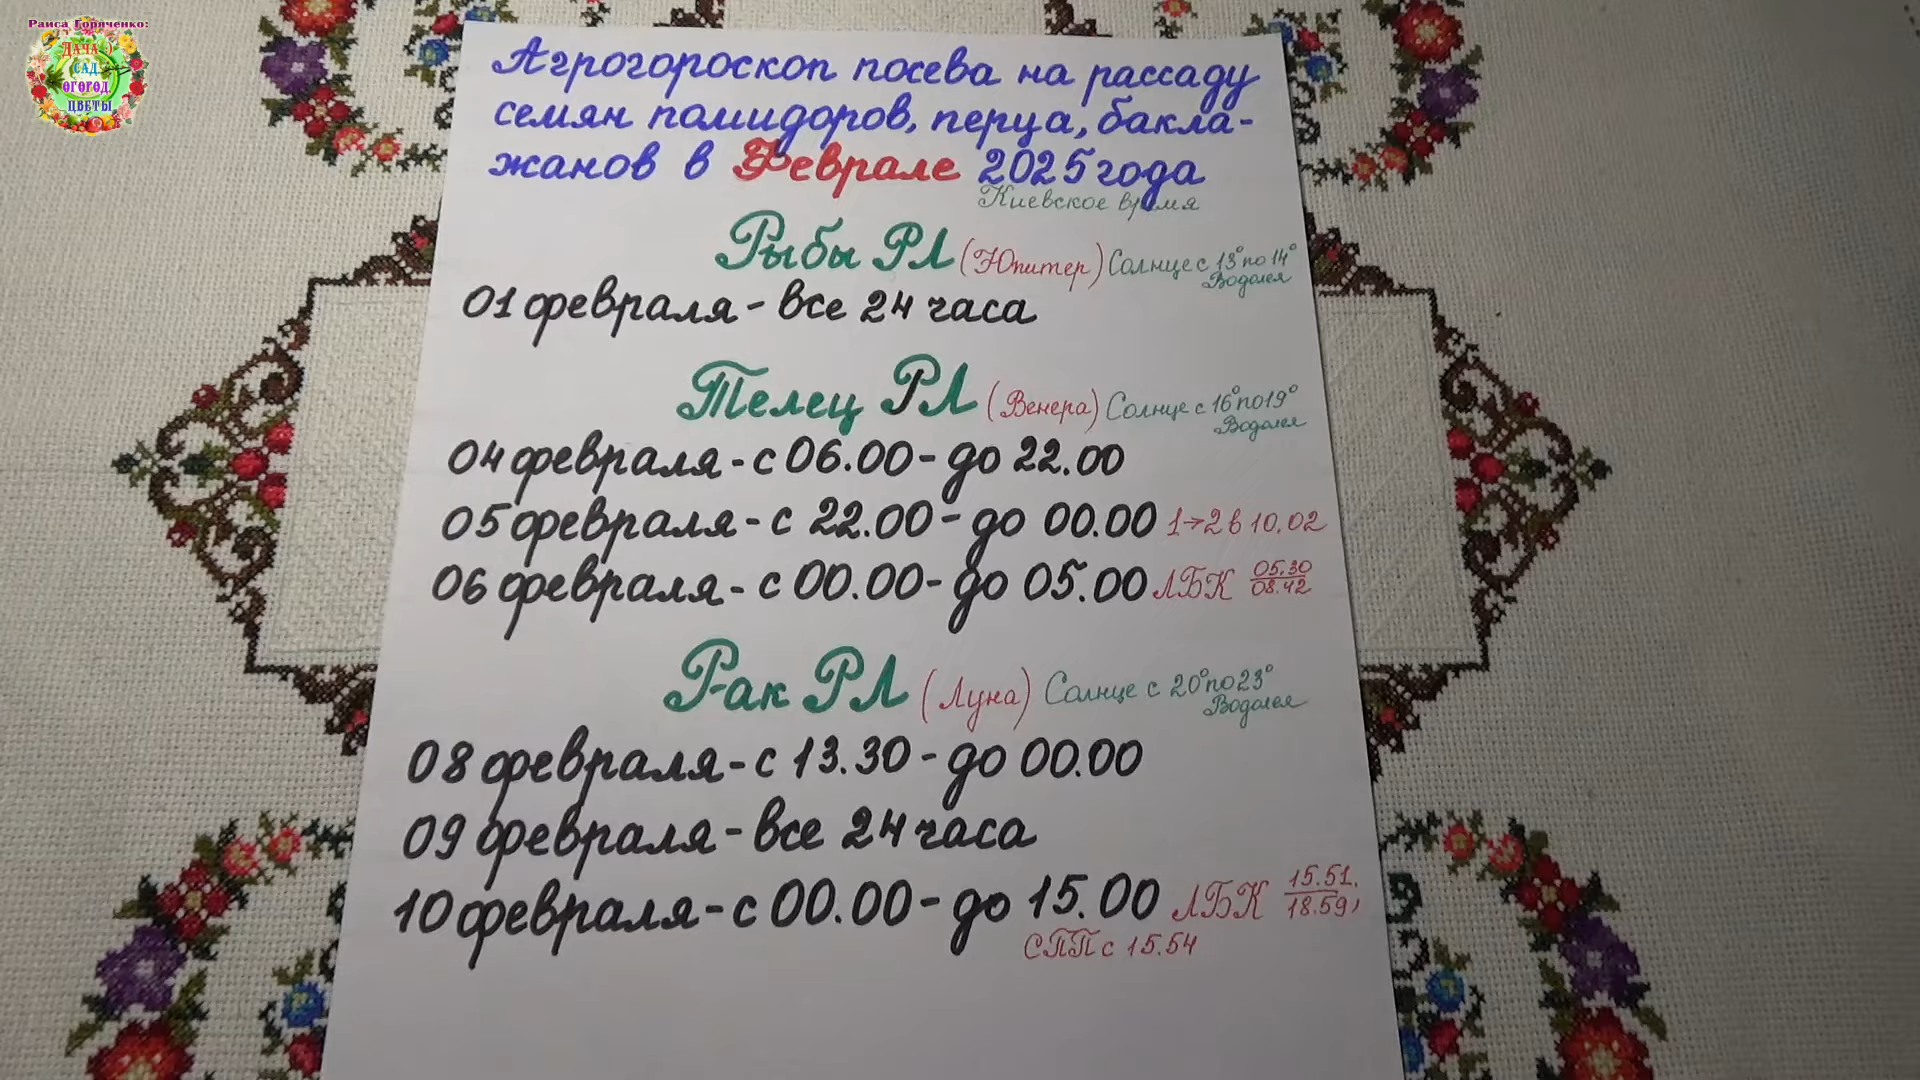 Раиса Горяченко:
Дача
сад
огород
цветы
Агрогороскоп посева на рассаду
семян помидоров, перца, бакла-
жанов в Феврале 2025 года
Киевское время
Рыбы РЛ (Юпитер) Солнце с 13° по 14°
Водолея
01 февраля - все 24 часа
Телец РЛ (Венера) Солнце с 16° по 19°
Водолея
04 февраля - с 06.00 - до 22.00
05 февраля - с 22.00 - до 00.00 1→2 в 10.02
06 февраля - с 00.00 - до 05.00 ЛБК 05.30
08.42
Рак РЛ (Луна) Солнце с 20° по 23°
Водолея
08 февраля - с 13.30 - до 00.00
09 февраля - все 24 часа
10 февраля - с 00.00 - до 15.00 ЛБК 15.51.
18.59,
СПП с 15.54